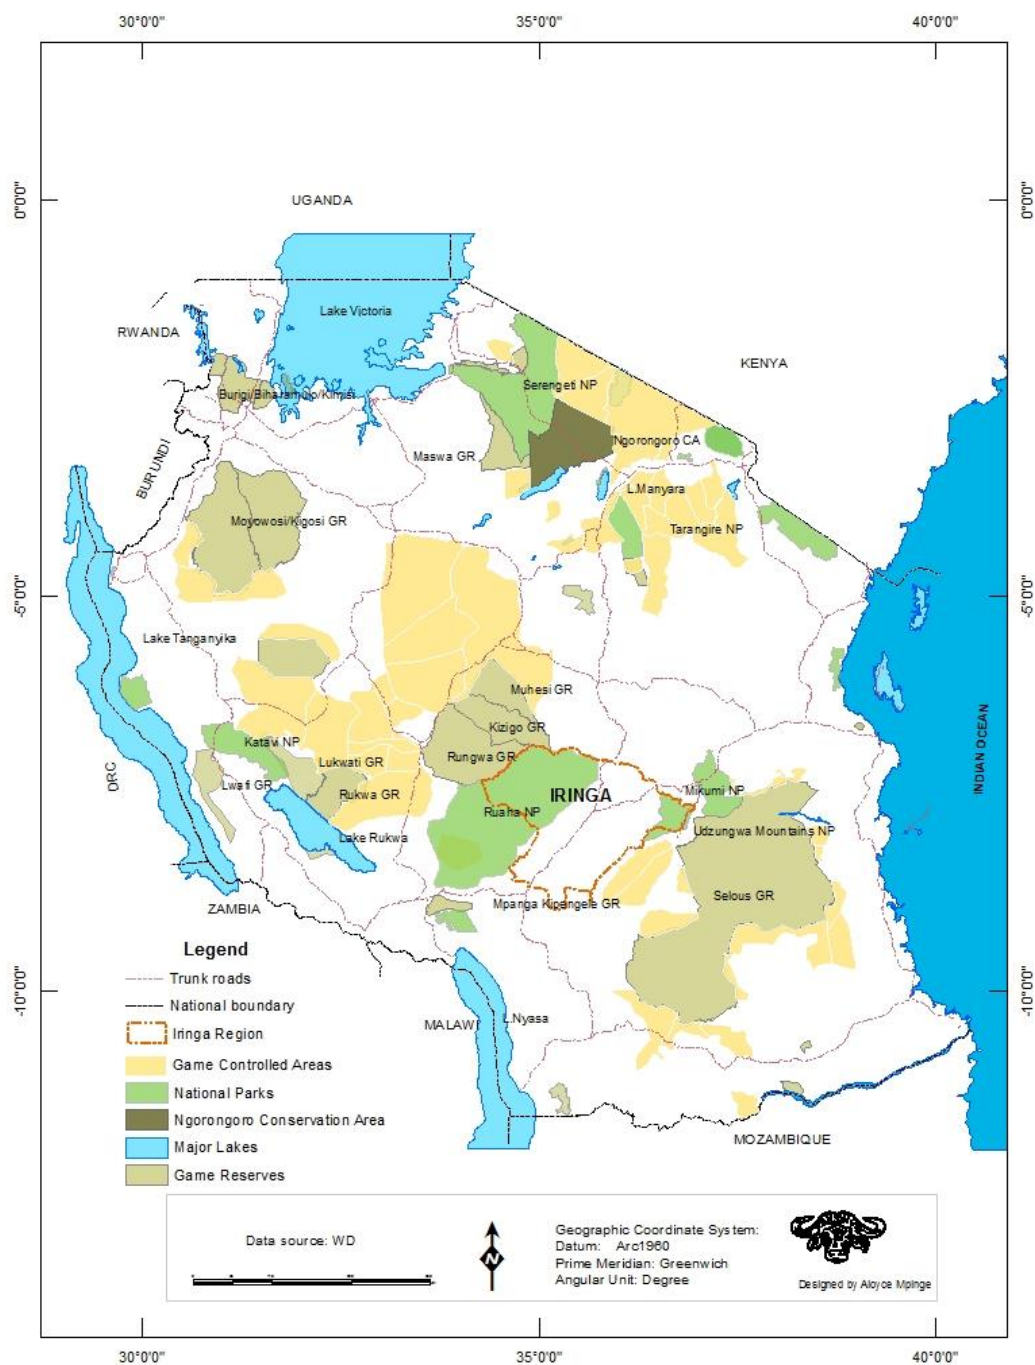 30°0'0"
35°0'0"
40°0'0"
0°0'0"
0°0'0"
UGANDA
Lake Victoria
RWANDA
KENYA
Serengeti NP
Burigi/Biharamulo/Kimisi
Ngorongoro CA
Maswa GR
BURUNDI
L.Manyara
Moyowosi/Kigosi GR
Tarangire NP
-5°0'0"
-5°0'0"
Lake Tanganyika
Muhesi GR
Kizigo GR
Katavi NP
Rungwa GR
Lukwati GR
INDIAN OCEAN
DRC
Lwafi GR
Rukwa GR
IRINGA
Mikumi NP
Ruaha NP
Lake Rukwa
Udzungwa Mountains NP
Selous GR
ZAMBIA
Mpanga Kipengele GR
Legend
Trunk roads
National boundary
-10°0'0"
-10°0'0"
MALAWI
L.Nyasa
Iringa Region
Game Controlled Areas
National Parks
Ngorongoro Conservation Area
Major Lakes
MOZAMBIQUE
Game Reserves
Data source: WD
N
Geographic Coordinate System:
Datum: Arc1960
Prime Meridian: Greenwich
Angular Unit: Degree
Designed by Aloyce Mpinge
30°0'0"
35°0'0"
40°0'0"